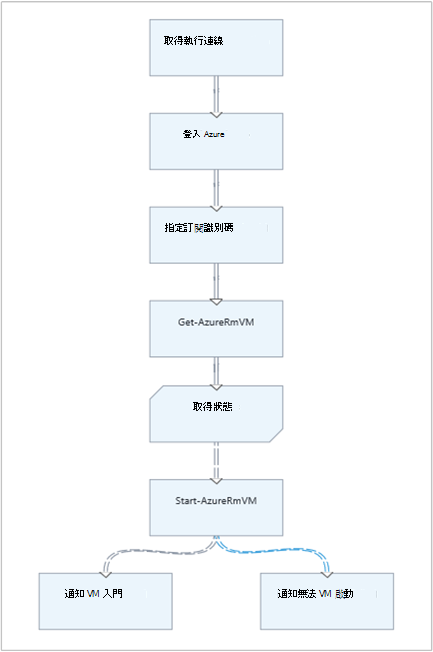 取得執行連線
登入 Azure
指定訂閱識別碼
Get-AzureRmVM
取得狀態
Start-AzureRmVM
通知 VM 入門
通知無法 VM 啟動